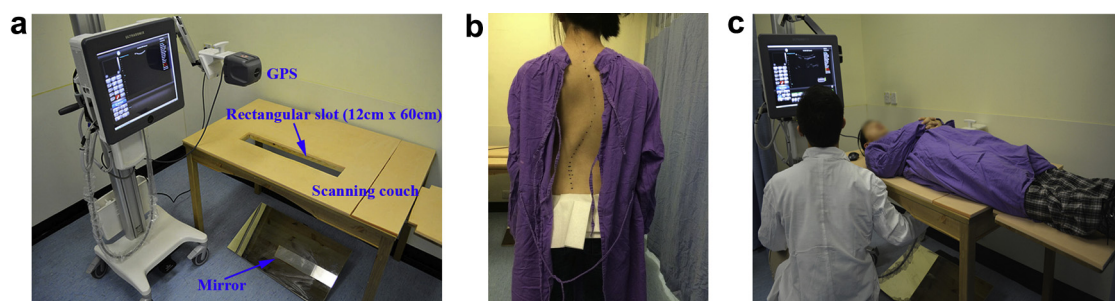 a
b
c
GPS
Rectangular slot (12cm x 60cm)
Scanning couch
Mirror